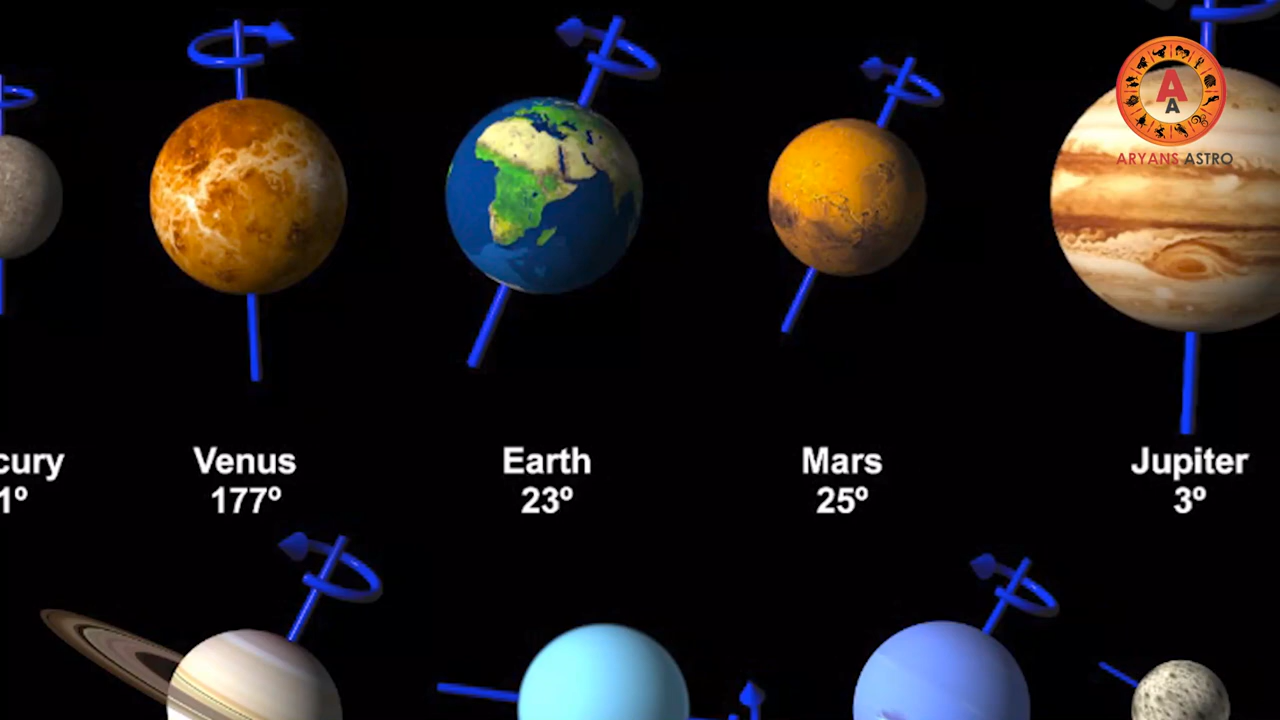 A
A
ARYANS ASTRO
cury
1º
Venus
177º
Earth
23º
Mars
25º
Jupiter
3º